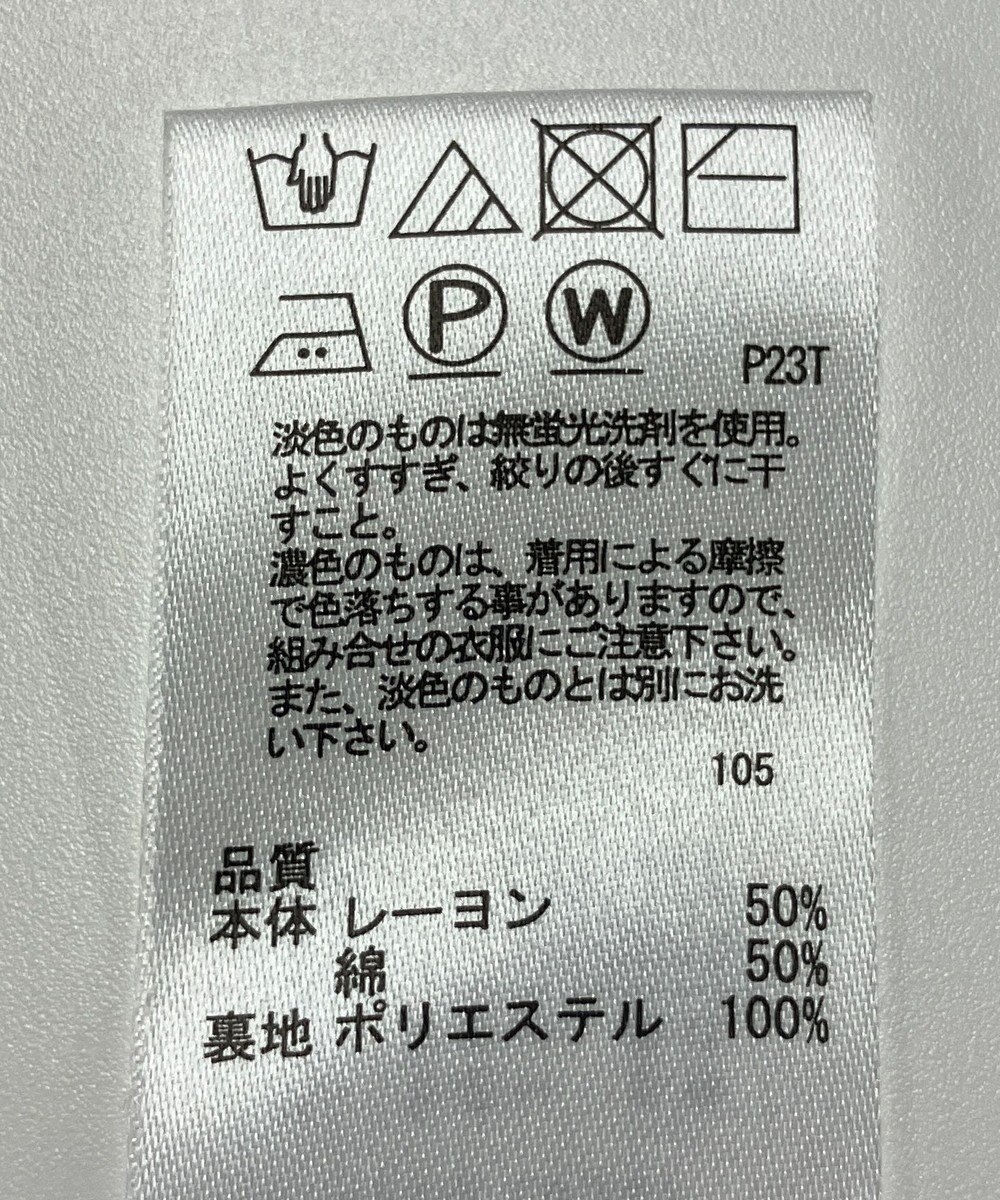 P W
P23T
淡色のものは無蛍光洗剤を使用。
よくすすぎ、絞りの後すぐに干
すこと。
濃色のものは、着用による摩擦
で色落ちする事がありますので、
組み合せの衣服にご注意下さい。
また、淡色のものとは別にお洗
い下さい。
105
品質
本体 レーヨン 50%
綿 50%
裏地 ポリエステル 100%